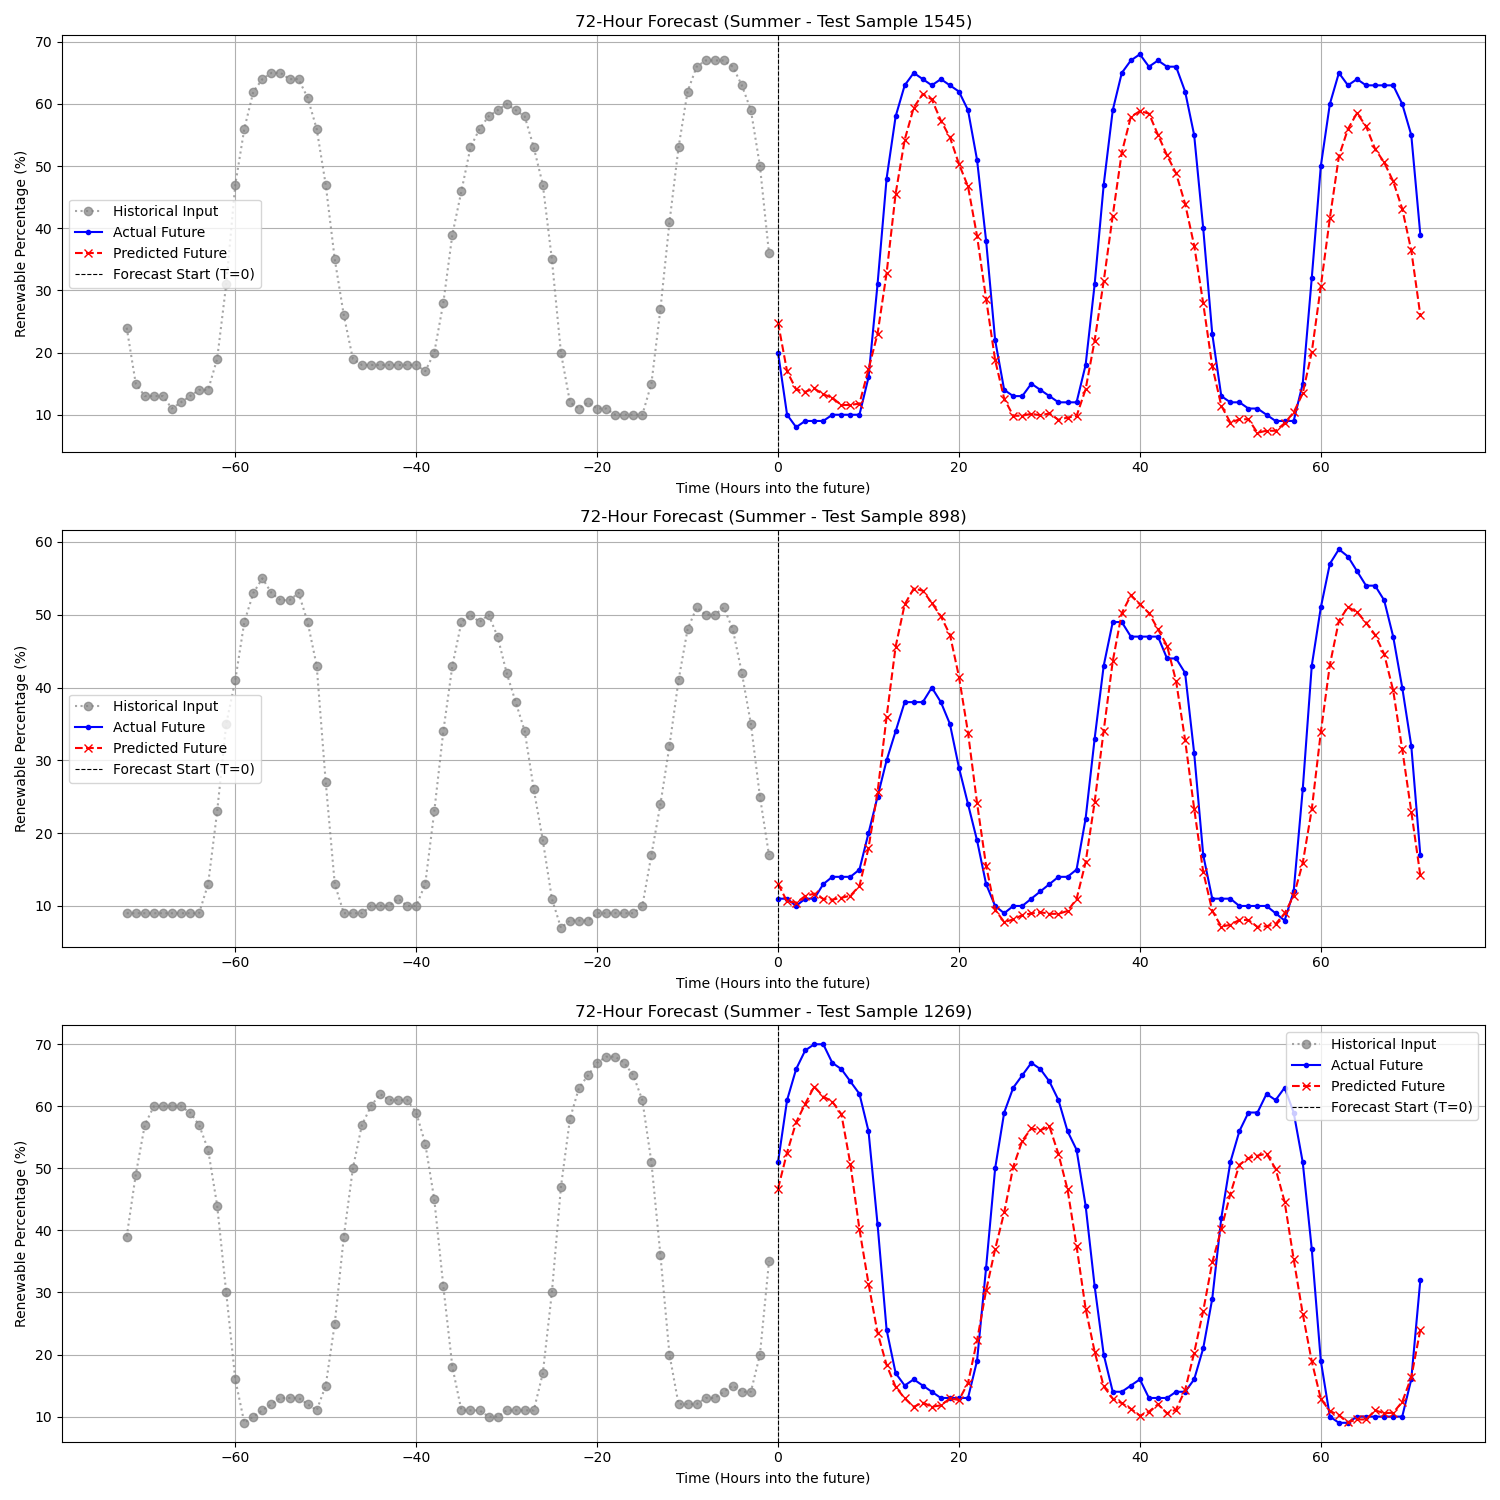 72-Hour Forecast (Summer - Test Sample 1545)
Renewable Percentage (%)
70
60
50
40
30
20
10
Historical Input
Actual Future
Predicted Future
Forecast Start (T=0)
−60 −40 −20 0 20 40 60
Time (Hours into the future)
72-Hour Forecast (Summer - Test Sample 898)
Renewable Percentage (%)
60
50
40
30
20
10
Historical Input
Actual Future
Predicted Future
Forecast Start (T=0)
−60 −40 −20 0 20 40 60
Time (Hours into the future)
72-Hour Forecast (Summer - Test Sample 1269)
Renewable Percentage (%)
70
60
50
40
30
20
10
Historical Input
Actual Future
Predicted Future
Forecast Start (T=0)
−60 −40 −20 0 20 40 60
Time (Hours into the future)